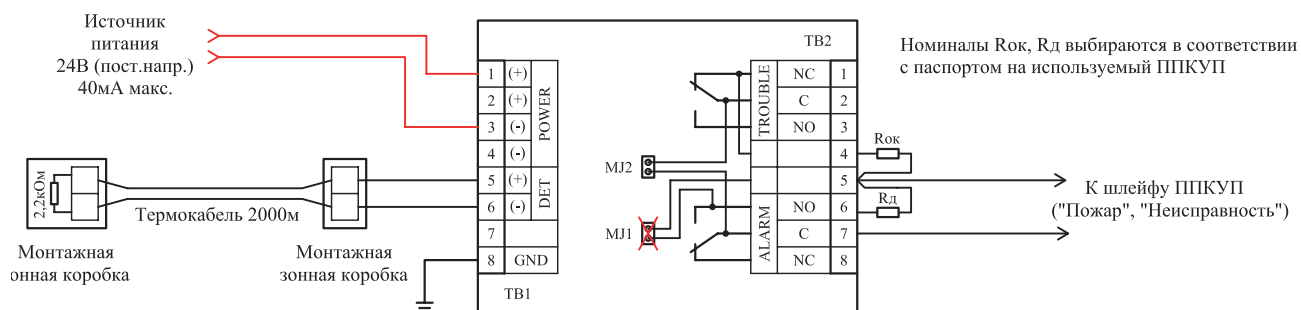 Источник
питания
24В (пост.напр.)
40мА макс.
2,2кОм
Термокабель 2000м
Монтажная
онная коробка
Монтажная
зонная коробка
1 (+)
2 (+)
3 (-)
4 (-)
POWER
5 (+)
6 (-)
DET
7
8 GND
TB1
TB2
TROUBLE
NC 1
C 2
NO 3
4
5
NO 6
C 7
NC 8
ALARM
MJ2
MJ1
Rок
Rд
Номиналы Rок, Rд выбираются в соответствии
с паспортом на используемый ППКУП
К шлейфу ППКУП
("Пожар", "Неисправность")